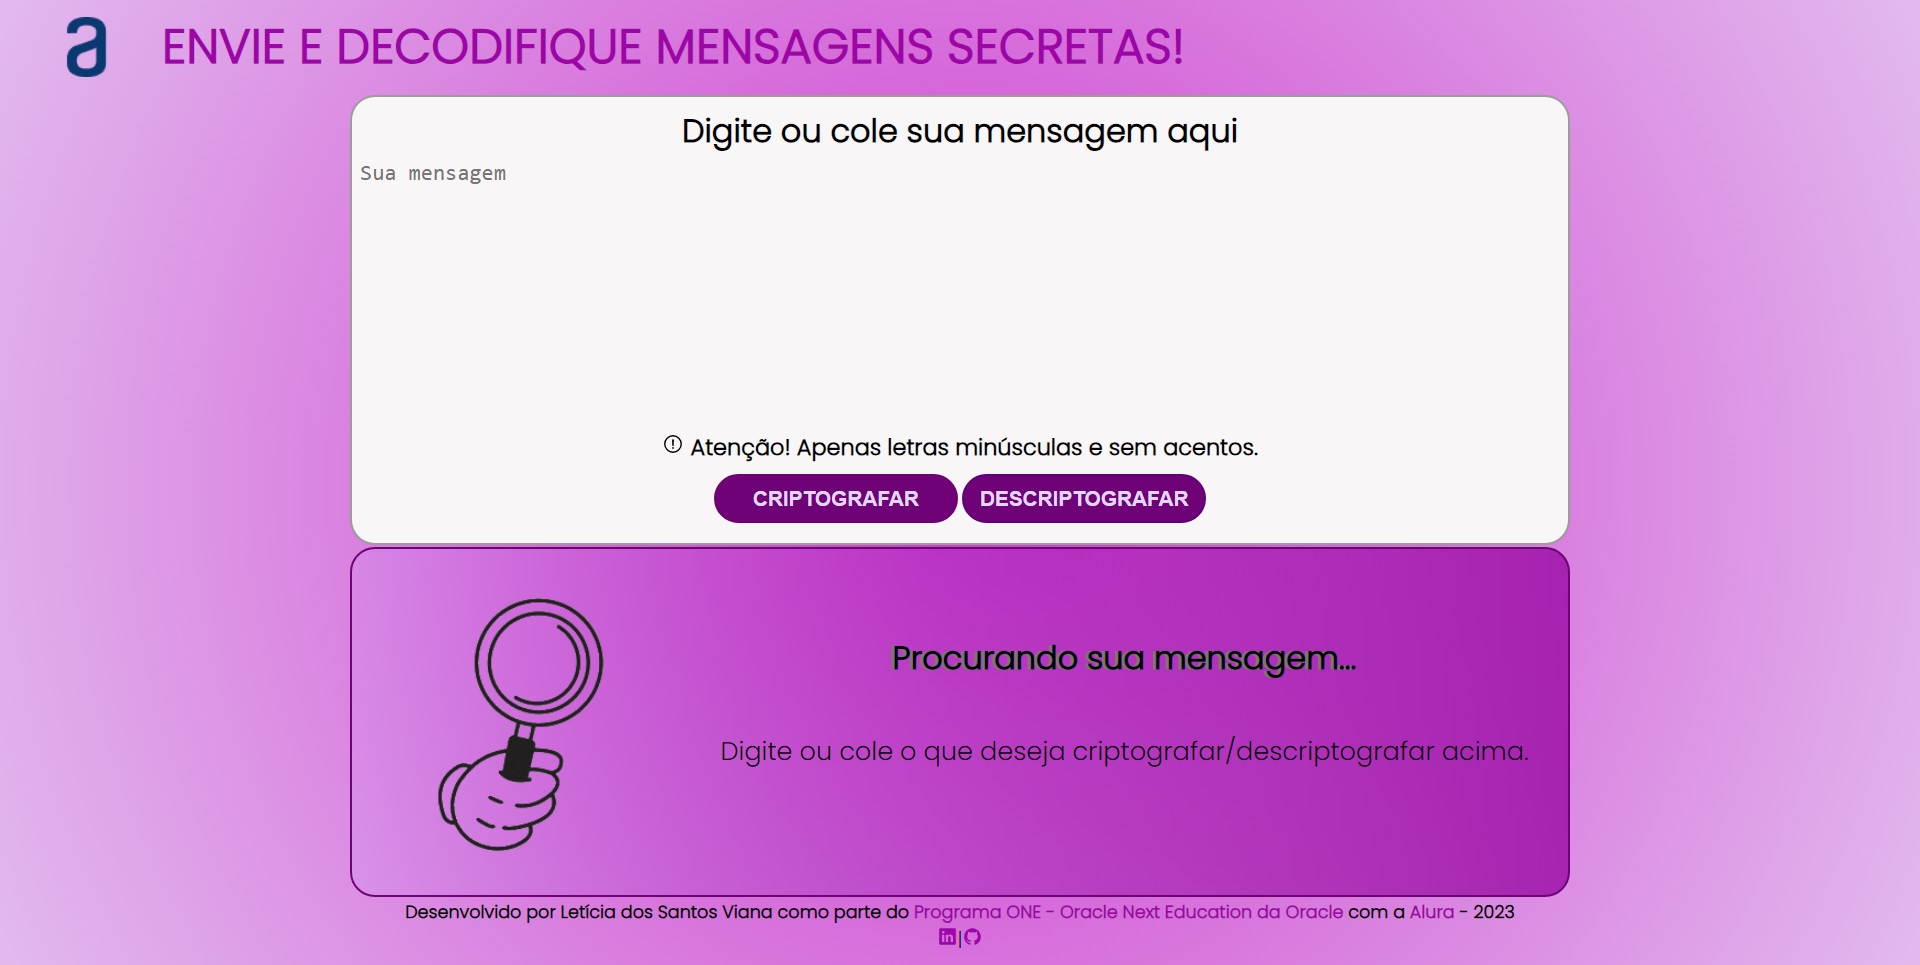 a
ENVIE E DECODIFIQUE MENSAGENS SECRETAS!
Digite ou cole sua mensagem aqui
Sua mensagem
Atenção! Apenas letras minúsculas e sem acentos.
CRIPTOGRAFAR DESCRIPTOGRAFAR
Procurando sua mensagem...
Digite ou cole o que deseja criptografar/descriptografar acima.
Desenvolvido por Letícia dos Santos Viana como parte do Programa ONE - Oracle Next Education da Oracle com a Alura - 2023
in |